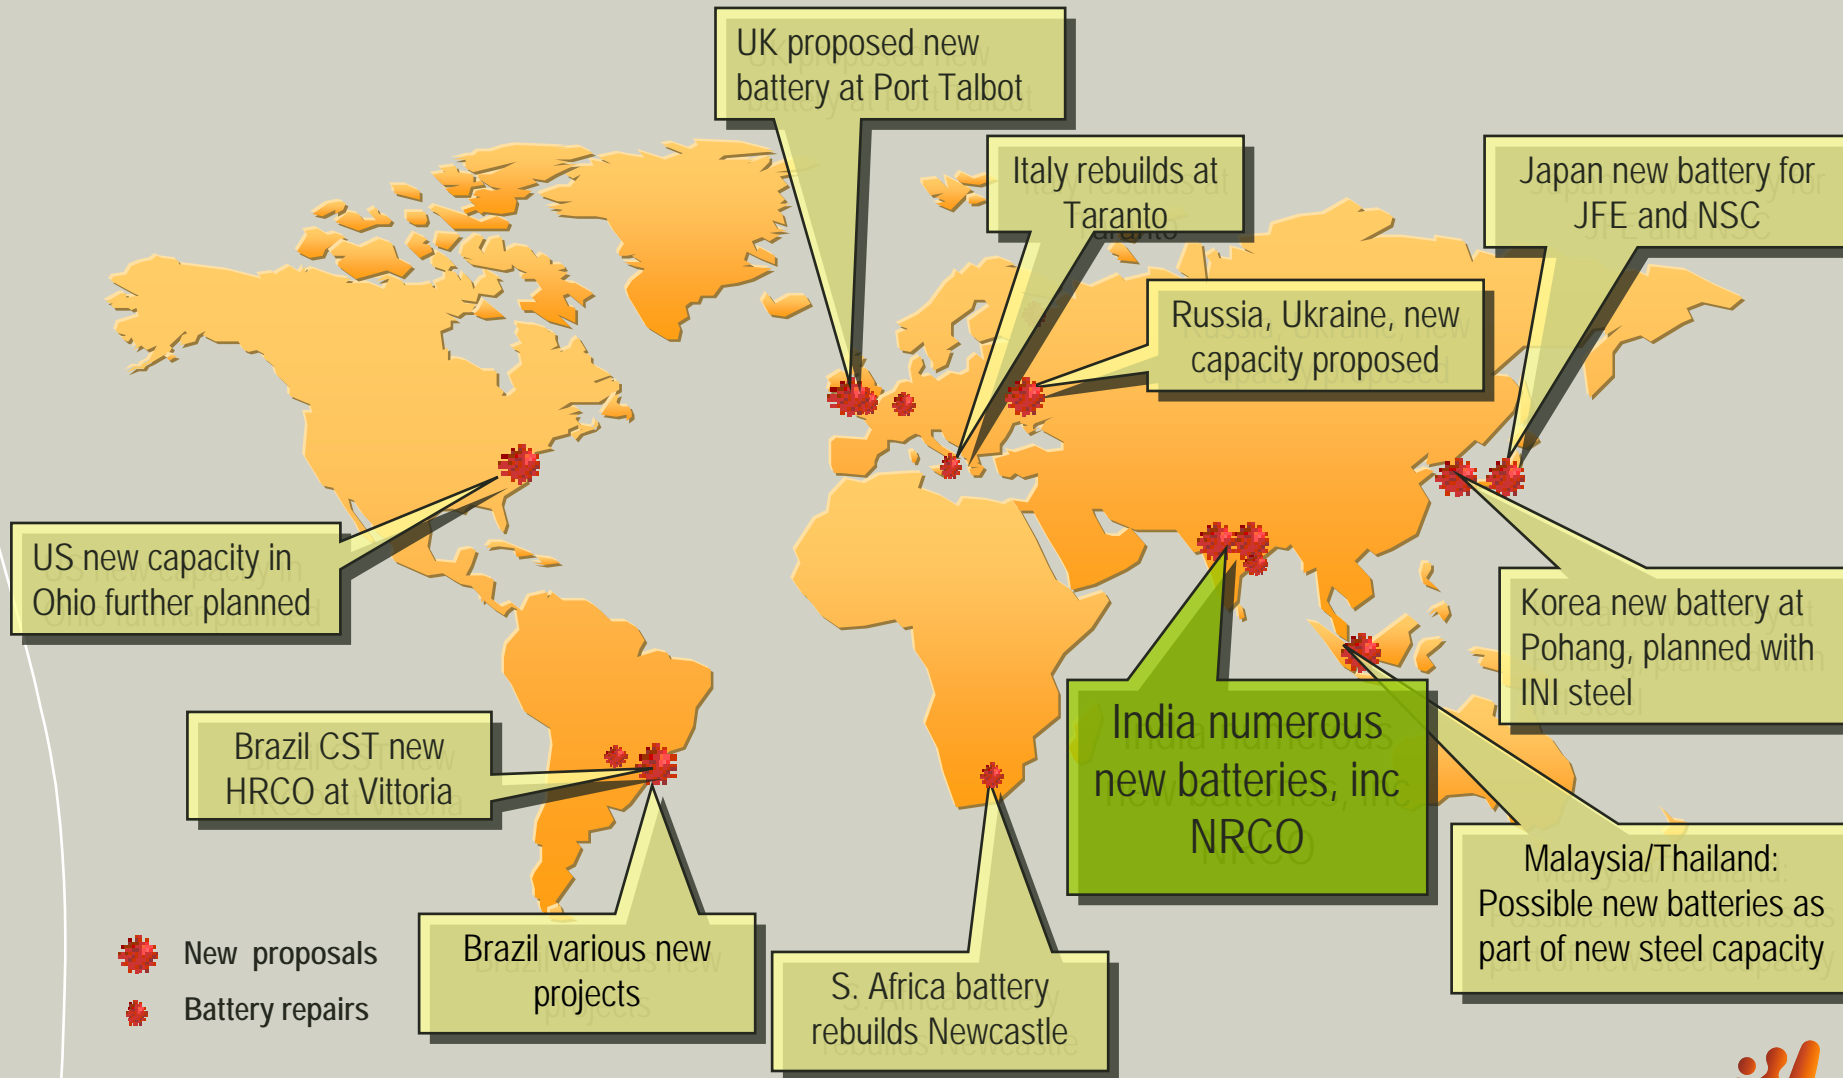 UK proposed new
battery at Port Talbot
Italy rebuilds at
Taranto
Japan new battery for
JFE and NSC
Russia, Ukraine, new
capacity proposed
US new capacity in
Ohio further planned
Korea new battery at
Pohang, planned with
INI steel
India numerous
new batteries, inc
NRCO
Brazil CST new
HRCO at Vittoria
Malaysia/Thailand:
Possible new batteries as
part of new steel capacity
Brazil various new
projects
S. Africa battery
rebuilds Newcastle
New proposals
Battery repairs